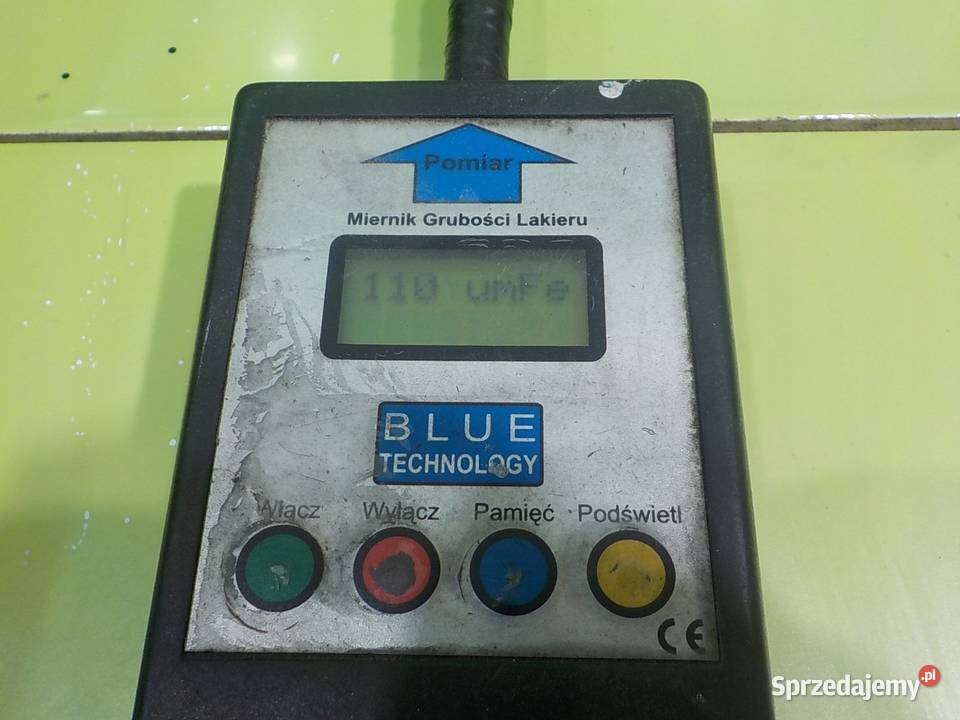 Pomiar
Miernik Grubości Lakieru
110 umFe
BLUE
TECHNOLOGY
Włącz Wyłącz Pamięć Podświetl
CE
Sprzedajemy.pl